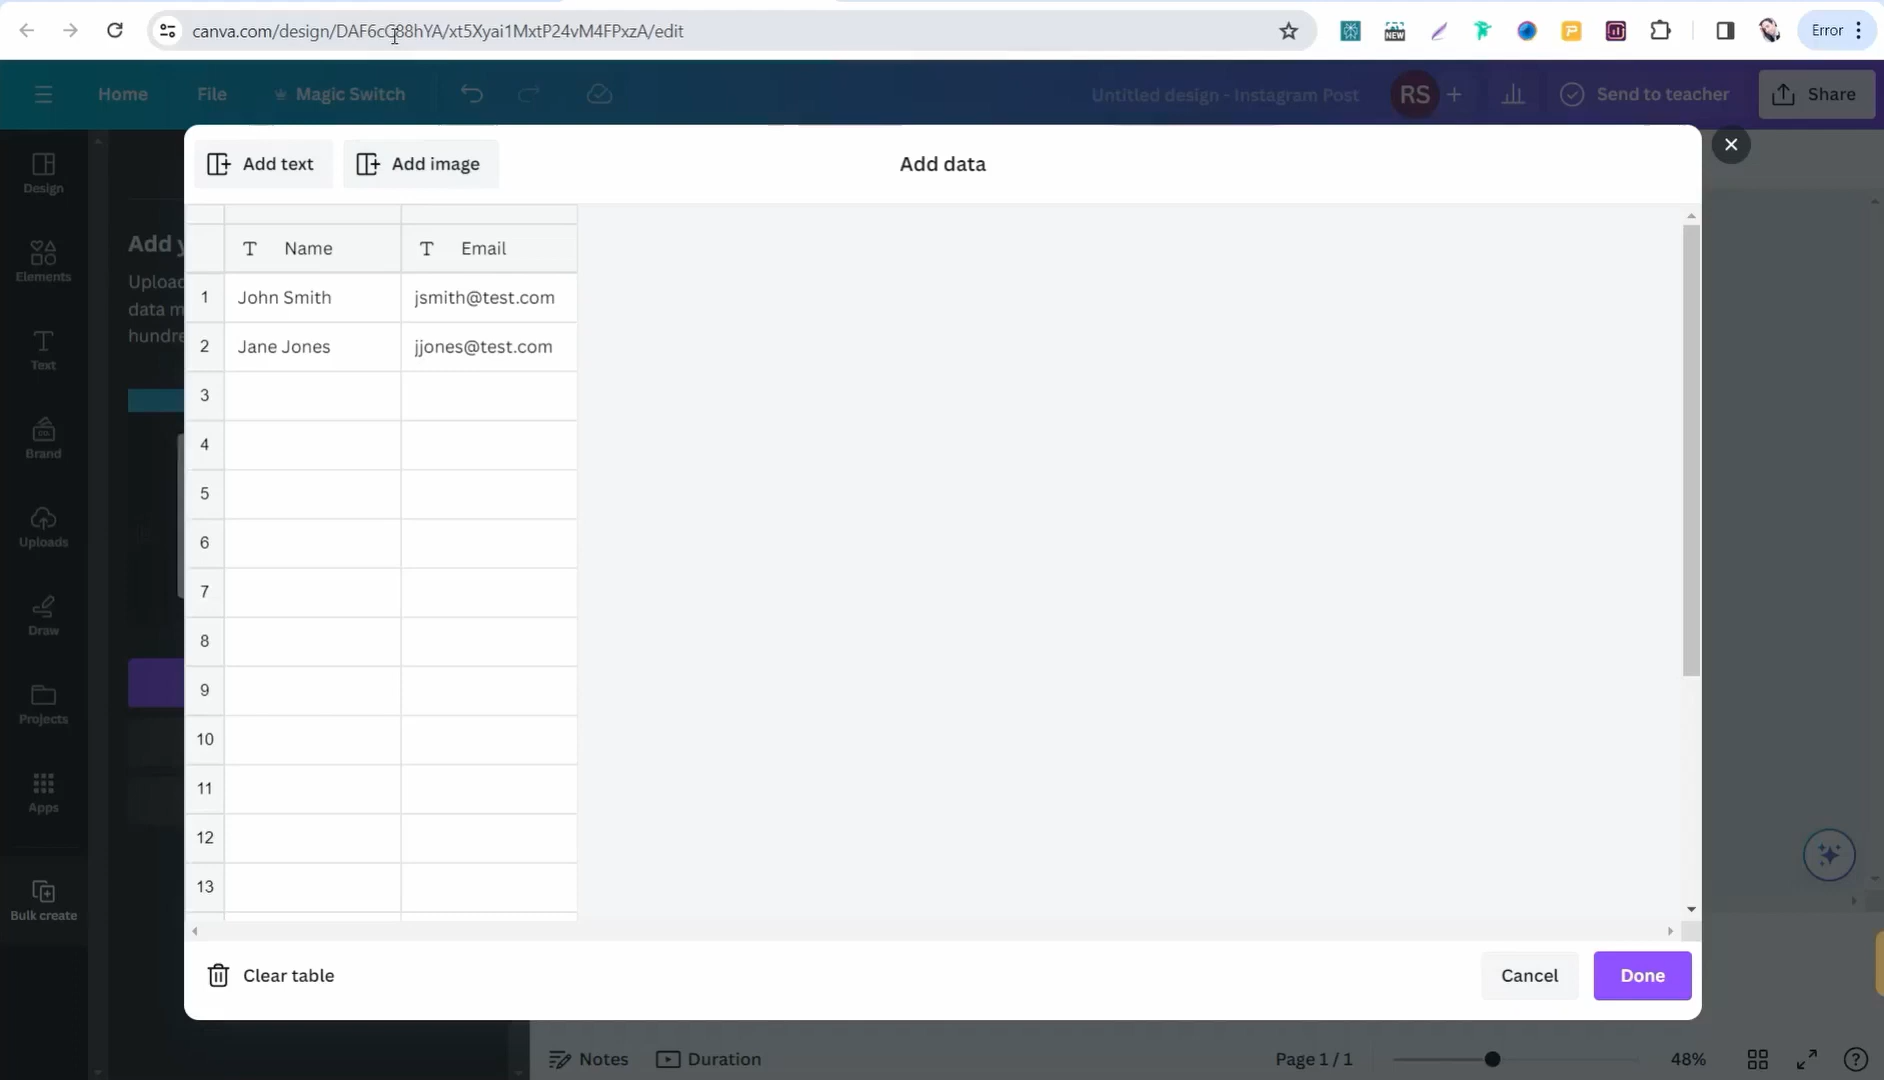 canva.com/design/DAF6cG88hYA/xt5Xyai1MxtP24vM4FPxzA/edit
NEW
Error
Home
File
Magic Switch
Untitled design - Instagram Post
RS
Send to teacher
Share
Add text
Add image
Add data
Design
Elements
Text
Brand
Uploads
Draw
Projects
Apps
Bulk create
Add y
Upload
data m
hundre
Name
Email
1
John Smith
jsmith@test.com
2
Jane Jones
jjones@test.com
3
4
5
6
7
8
9
10
11
12
13
Clear table
Cancel
Done
Notes
Duration
Page 1 / 1
48%